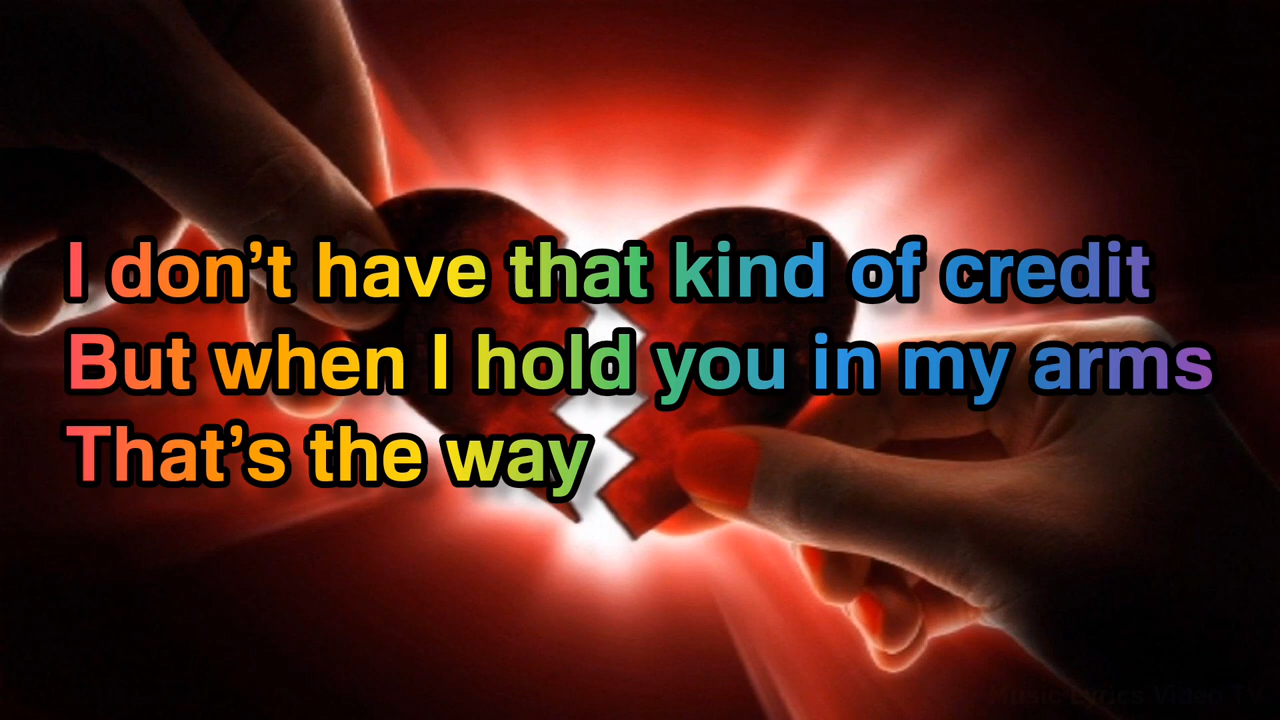 I don’t have that kind of credit
But when I hold you in my arms
That’s the way
Music Lyrics Video TV